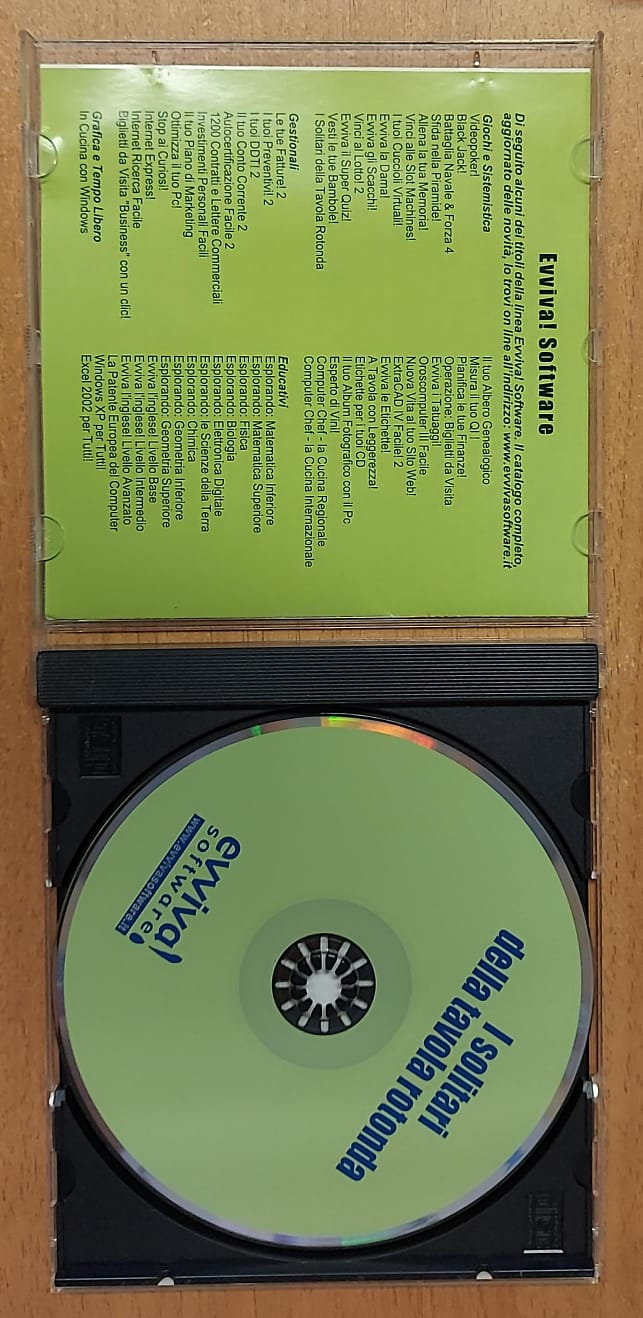 Evviva! Software
Di seguito alcuni dei titoli della linea Evviva! Software. Il catalogo completo,
aggiornato delle novità, lo trovi on line all'indirizzo: www.evvivasoftware.it
Giochi e Sistemistica
Videopoker!
Black Jack!
Battaglia Navale & Forza 4
Sfida nella Piramide!
Allena la tua Memoria!
Vinci alle Slot Machines!
I tuoi Cuccioli Virtuali!
Evviva la Dama!
Evviva gli Scacchi!
Vinci al Lotto 2
Evviva i Super Quiz!
Vesti le tue Bambole!
I Solitari della Tavola Rotonda
Gestionali
Le tue Fatture! 2
I tuoi Preventivi! 2
I tuoi DDT! 2
Il tuo Conto Corrente 2
Autocertificazione Facile 2
1200 Contratti e Lettere Commerciali
Investimenti Personali Facili
Il tuo Piano di Marketing
Ottimizza il tuo Pc!
Stop ai Curiosi!
Internet Express!
Internet Ricerca Facile
Biglietti da Visita "Business" con un clic!
Grafica e Tempo Libero
In Cucina con Windows
Il tuo Albero Genealogico
Misura il tuo QI !
Pianifica le tue Finanze!
Operazione: Biglietti da Visita
Evviva i Tatuaggi!
Oroscomputer II Facile
Nuova Vita al tuo Sito Web!
ExtraCAD IV Facile! 2
Evviva le Etichette!
A Tavola con Leggerezza!
Etichette per i tuoi CD
Il tuo Album Fotografico con il Pc
Esperto di Vini!
Computer Chef - la Cucina Regionale
Computer Chef - la Cucina Internazionale
Educativi
Esplorando: Matematica Inferiore
Esplorando: Matematica Superiore
Esplorando: Fisica
Esplorando: Biologia
Esplorando: Elettronica Digitale
Esplorando: le Scienze della Terra
Esplorando: Chimica
Esplorando: Geometria Inferiore
Esplorando: Geometria Superiore
Evviva l'inglese! Livello Base
Evviva l'inglese! Livello Intermedio
Evviva l'inglese! Livello Avanzato
La Patente Europea del Computer
Windows XP per Tutti!
Excel 2002 per Tutti!
I solitari
della tavola rotonda
evviva!
software
www.evvivasoftware.it